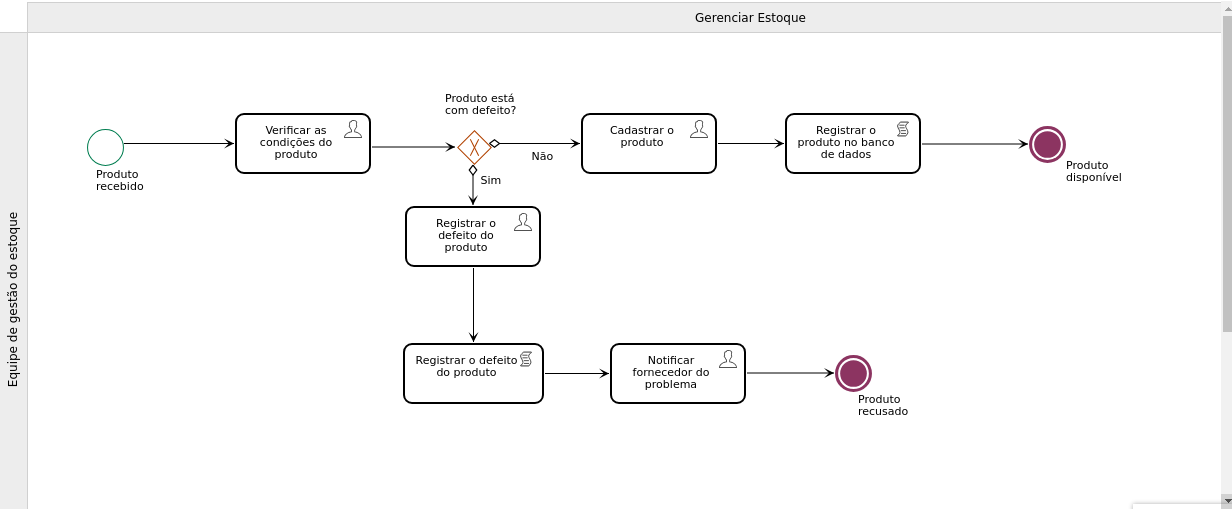 Gerenciar Estoque
Equipe de gestão do estoque
Produto
recebido
Verificar as
condições do
produto
Produto está
com defeito?
Não
Sim
Cadastrar o
produto
Registrar o
produto no banco
de dados
Produto
disponível
Registrar o
defeito do
produto
Registrar o defeito
do produto
Notificar
fornecedor do
problema
Produto
recusado